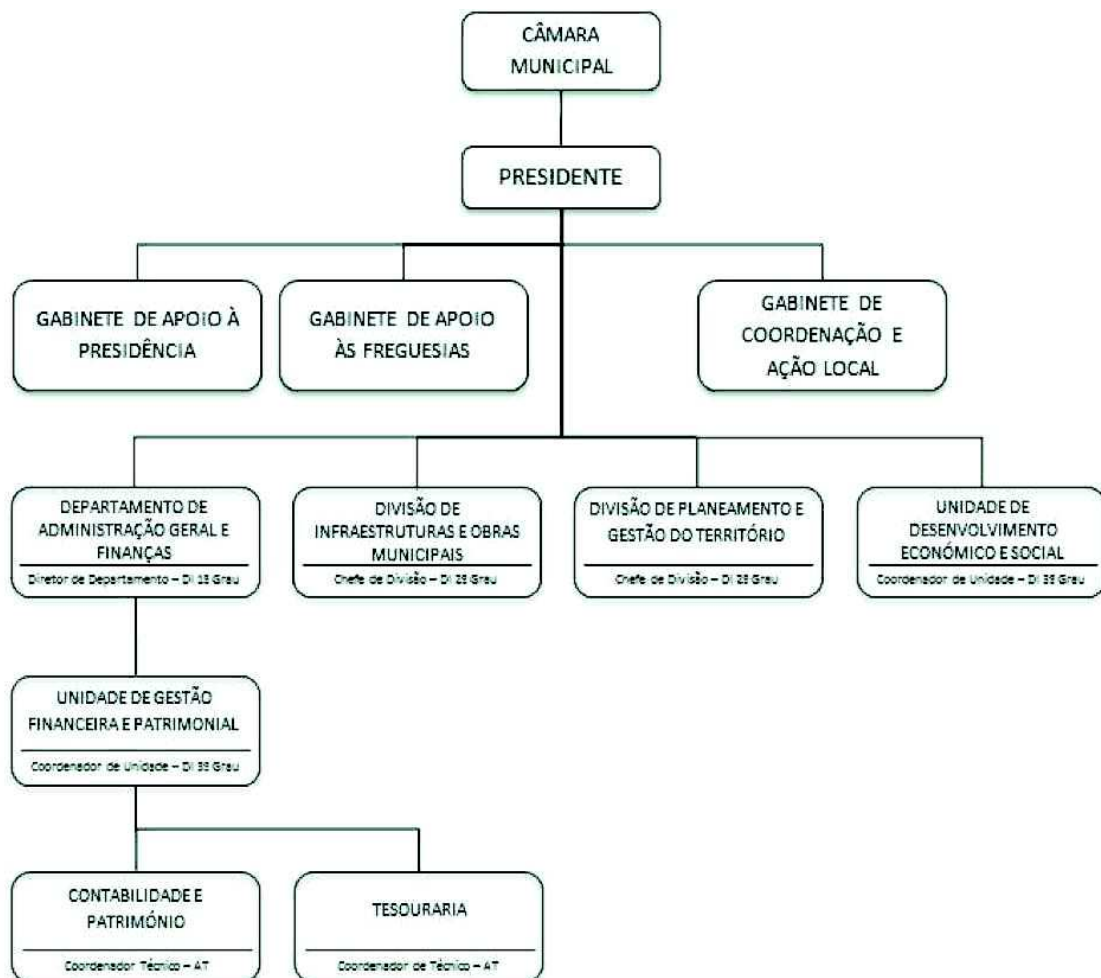 CÂMARA
MUNICIPAL
PRESIDENTE
GABINETE DE APOIO À
PRESIDÊNCIA
GABINETE DE APOIO
ÀS FREGUESIAS
GABINETE DE
COORDENAÇÃO E
AÇÃO LOCAL
DEPARTAMENTO DE
ADMINISTRAÇÃO GERAL E
FINANÇAS
Diretor de Departamento – DI 1º Grau
DIVISÃO DE
INFRAESTRUTURAS E OBRAS
MUNICIPAIS
Chefe de Divisão – DI 2º Grau
DIVISÃO DE PLANEAMENTO E
GESTÃO DO TERRITÓRIO
Chefe de Divisão – DI 2º Grau
UNIDADE DE
DESENVOLVIMENTO
ECONÓMICO E SOCIAL
Coordenador de Unidade – DI 3º Grau
UNIDADE DE GESTÃO
FINANCEIRA E PATRIMONIAL
Coordenador de Unidade – DI 3º Grau
CONTABILIDADE E
PATRIMÓNIO
Coordenador Técnico – AT
TESOURARIA
Coordenador de Técnico – AT